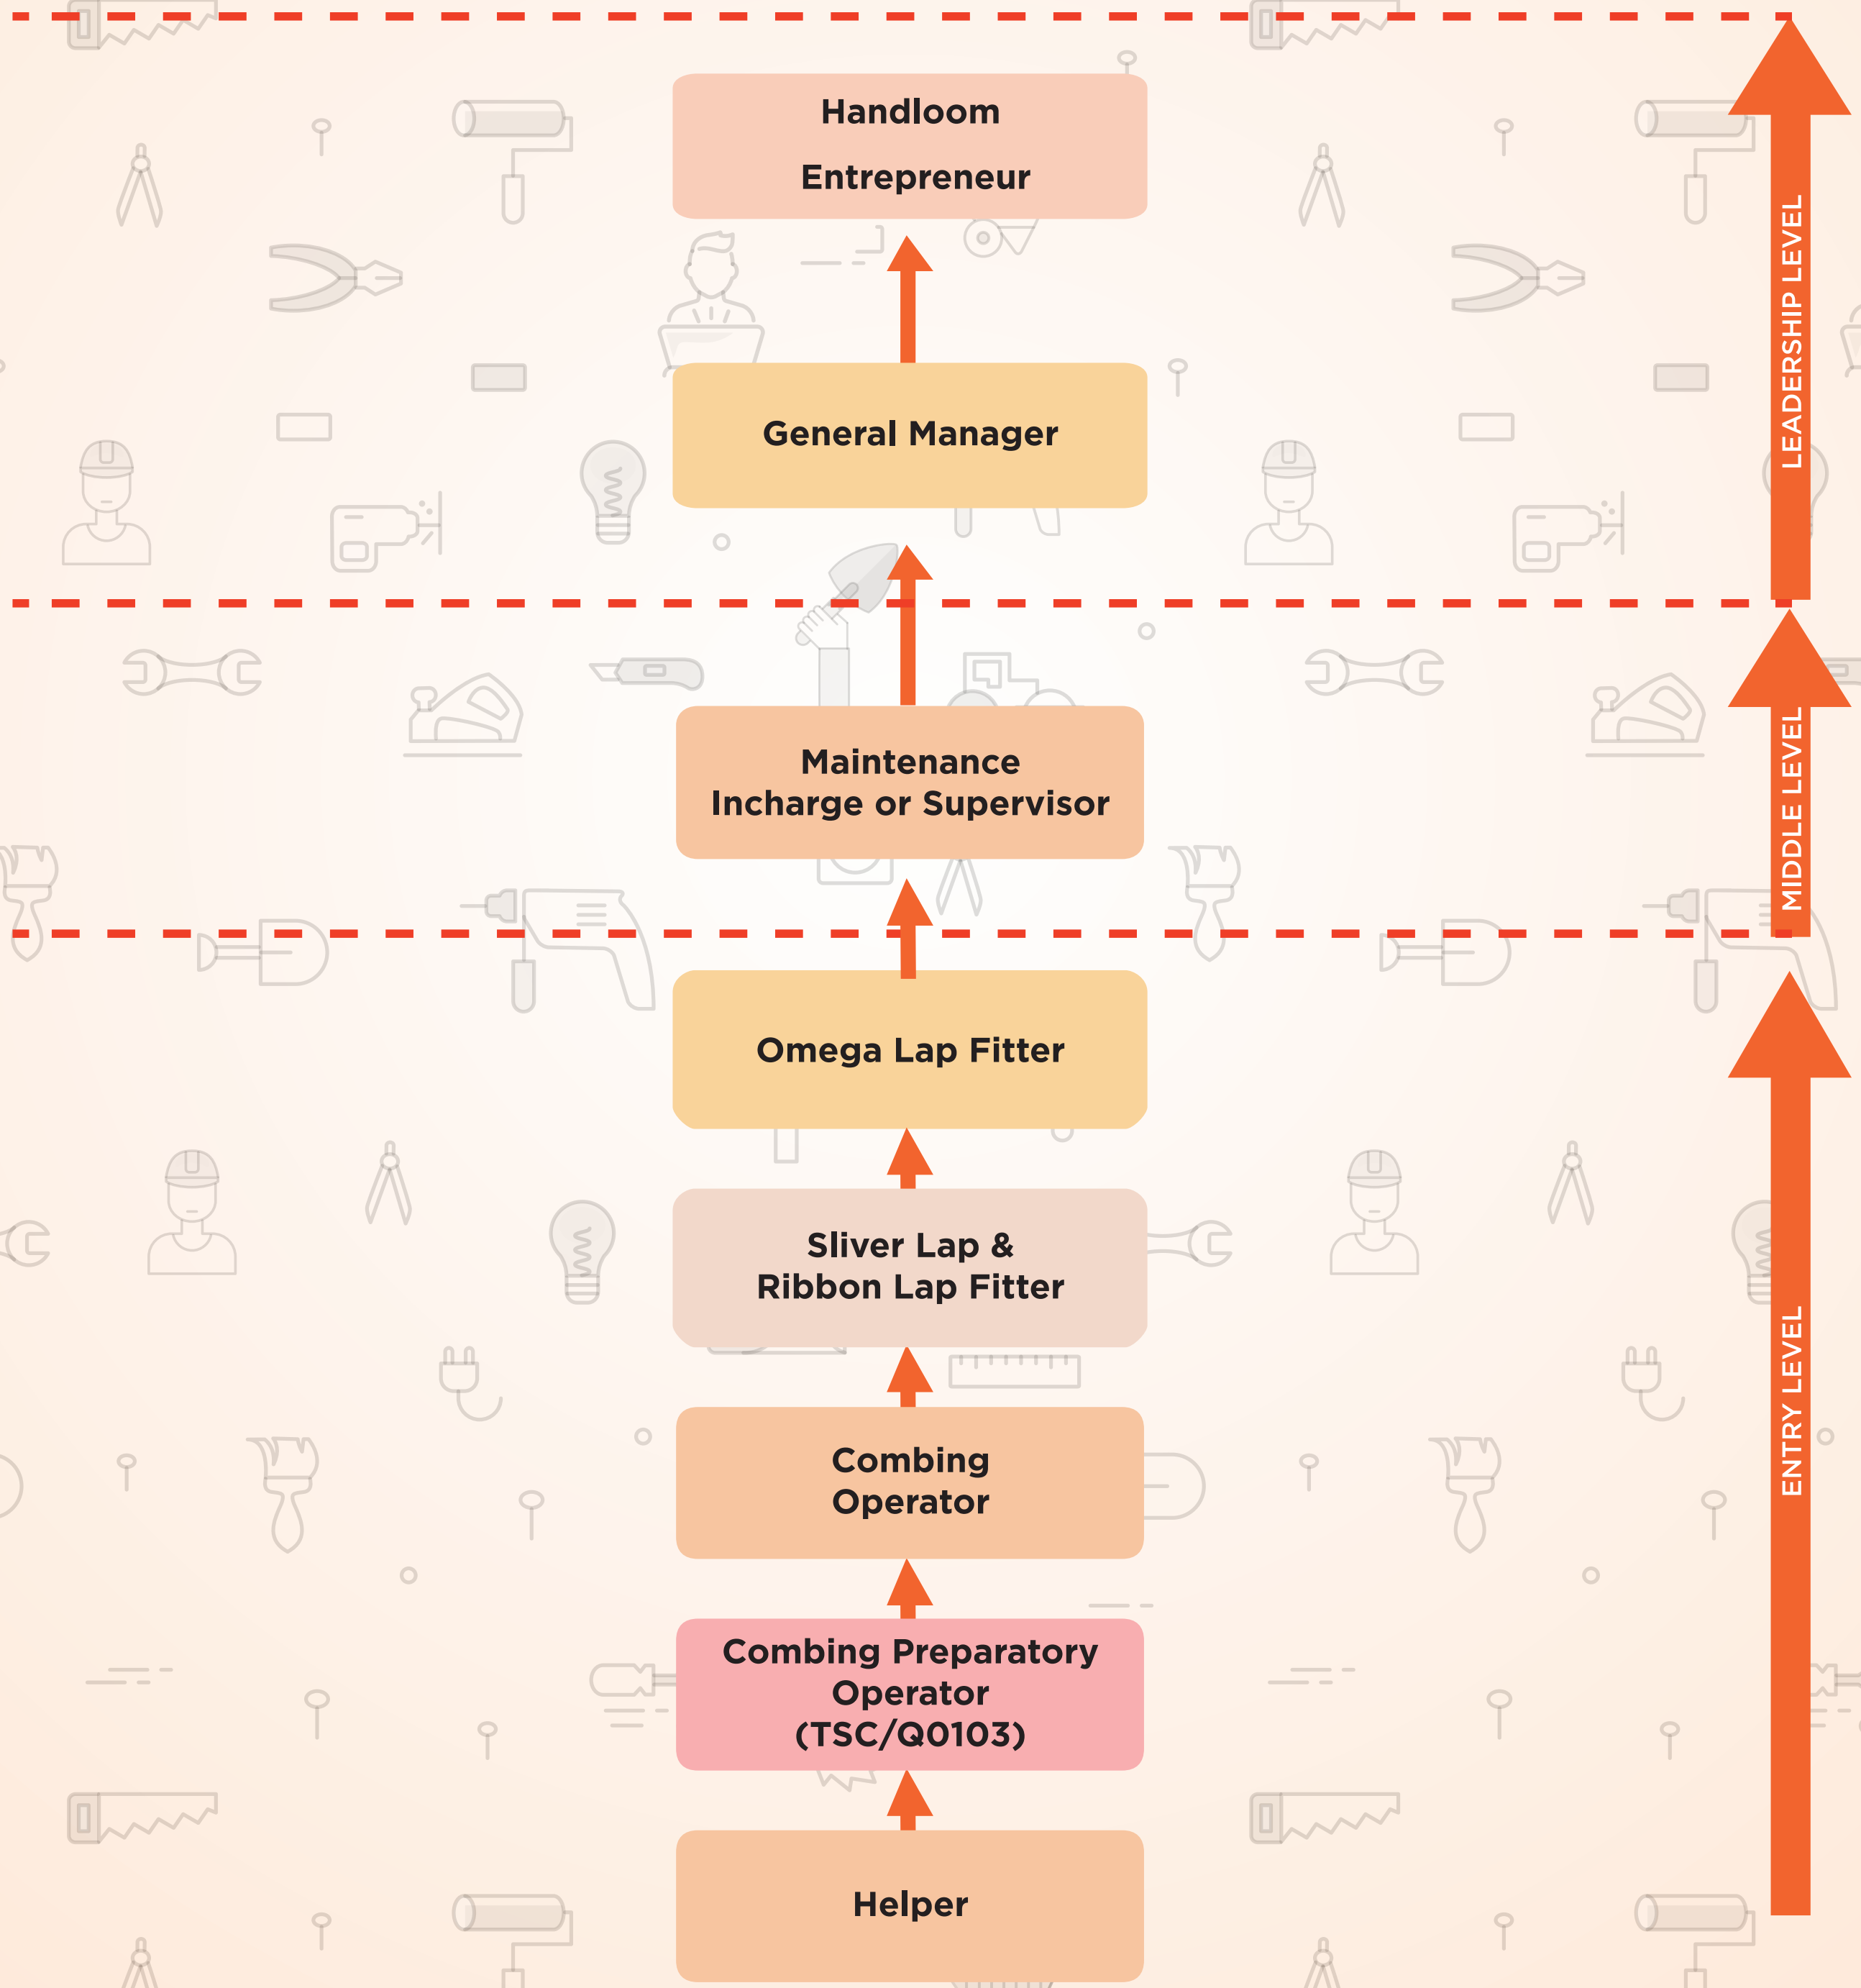 Handloom
Entrepreneur
General Manager
LEADERSHIP LEVEL
Maintenance
Incharge or Supervisor
MIDDLE LEVEL
Omega Lap Fitter
Sliver Lap &
Ribbon Lap Fitter
Combing
Operator
ENTRY LEVEL
Combing Preparatory
Operator
(TSC/Q0103)
Helper